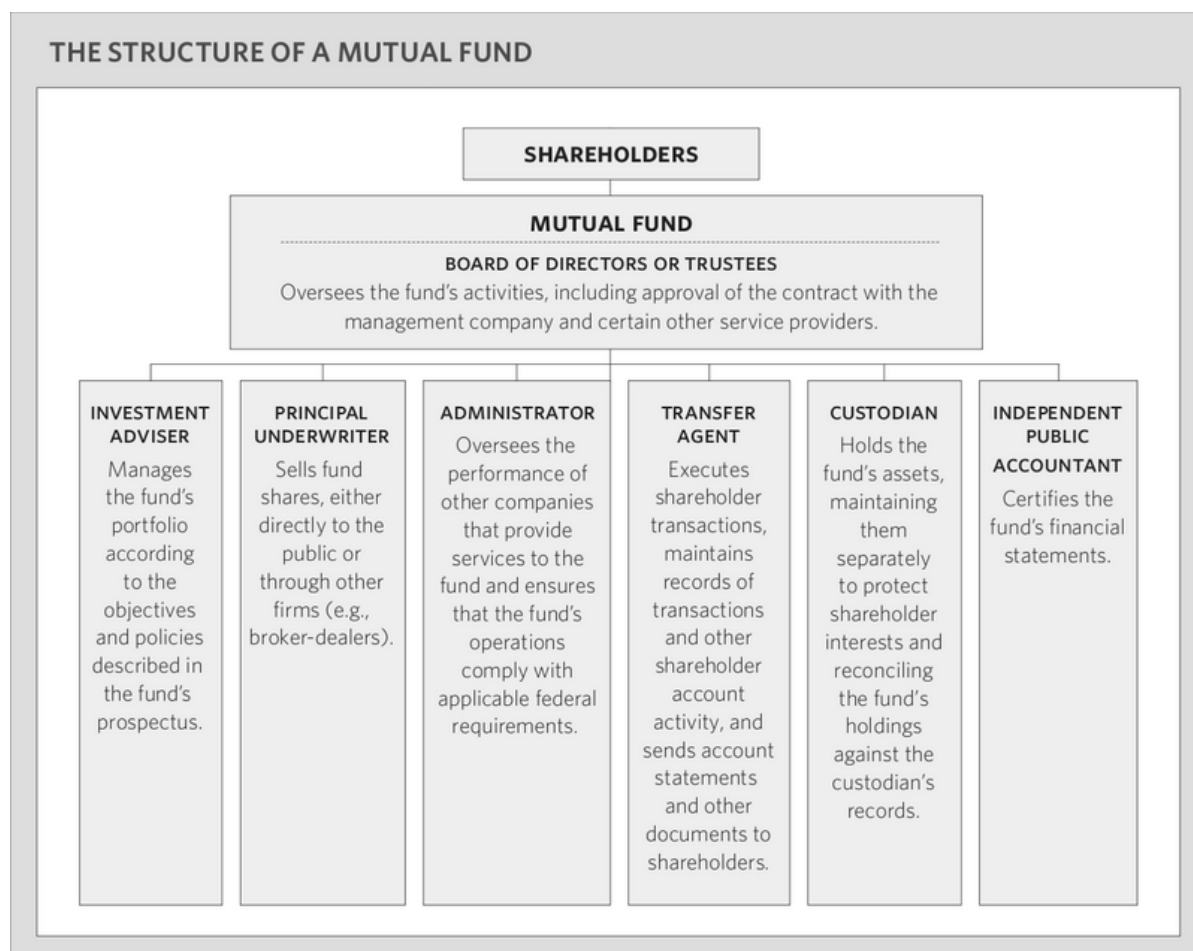 THE STRUCTURE OF A MUTUAL FUND
SHAREHOLDERS
MUTUAL FUND
BOARD OF DIRECTORS OR TRUSTEES
Oversees the fund's activities, including approval of the contract with the
management company and certain other service providers.
INVESTMENT
ADVISER
Manages
the fund's
portfolio
according
to the
objectives
and policies
described in
the fund's
prospectus.
PRINCIPAL
UNDERWRITER
Sells fund
shares, either
directly to the
public or
through other
firms (e.g.,
broker-dealers).
ADMINISTRATOR
Oversees the
performance of
other companies
that provide
services to the
fund and ensures
that the fund's
operations
comply with
applicable federal
requirements.
TRANSFER
AGENT
Executes
shareholder
transactions,
maintains
records of
transactions
and other
shareholder
account
activity, and
sends account
statements
and other
documents to
shareholders.
CUSTODIAN
Holds the
fund's assets,
maintaining
them
separately
to protect
shareholder
interests and
reconciling
the fund's
holdings
against the
custodian's
records.
INDEPENDENT
PUBLIC
ACCOUNTANT
Certifies the
fund's financial
statements.